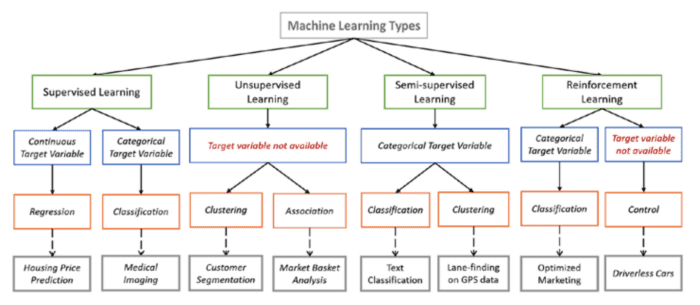 Machine Learning Types
Supervised Learning
Unsupervised
Learning
Semi-supervised
Learning
Reinforcement
Learning
Continuous
Target Variable
Categorical
Target Variable
Target variable not available
Categorical Target Variable
Categorical
Target Variable
Target variable
not available
Regression
Classification
Clustering
Association
Classification
Clustering
Classification
Control
Housing Price
Prediction
Medical
Imaging
Customer
Segmentation
Market Basket
Analysis
Text
Classification
Lane-finding
on GPS data
Optimized
Marketing
Driverless Cars